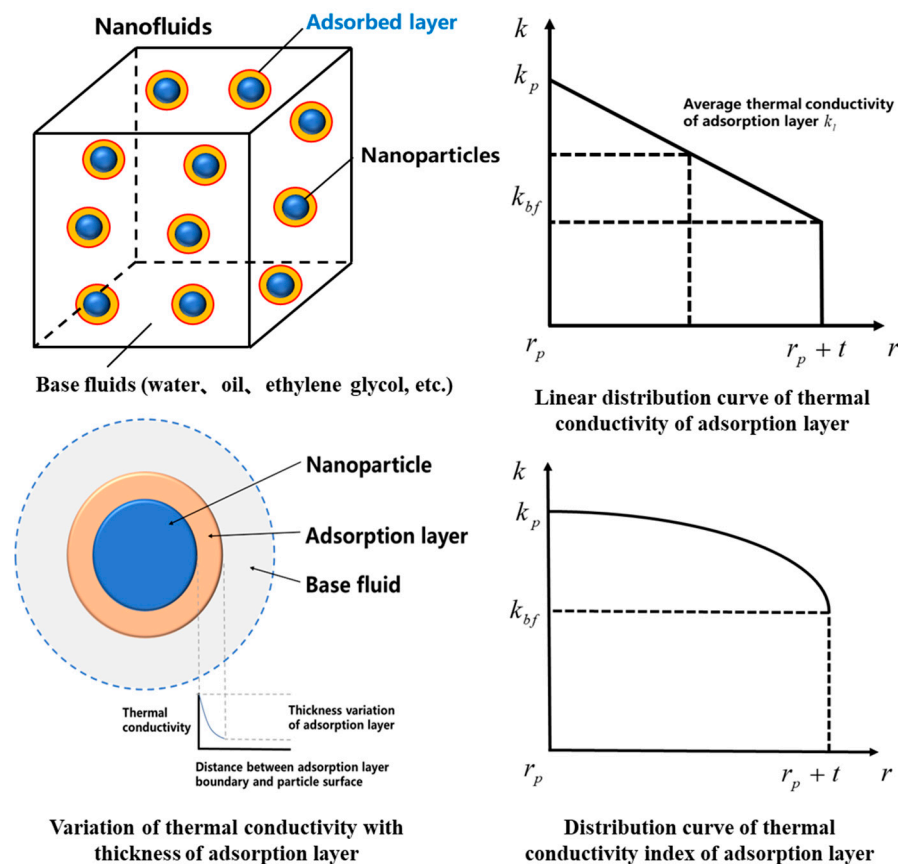 Nanofluids
Adsorbed layer
Nanoparticles
Base fluids (water、oil、ethylene glycol, etc.)
k
k_p
Average thermal conductivity
of adsorption layer k_l
k_bf
r_p
r_p + t
r
Linear distribution curve of thermal
conductivity of adsorption layer
Nanoparticle
Adsorption layer
Base fluid
Thermal
conductivity
Thickness variation
of adsorption layer
Distance between adsorption layer
boundary and particle surface
Variation of thermal conductivity with
thickness of adsorption layer
k
k_p
k_bf
r_p
r_p + t
r
Distribution curve of thermal
conductivity index of adsorption layer